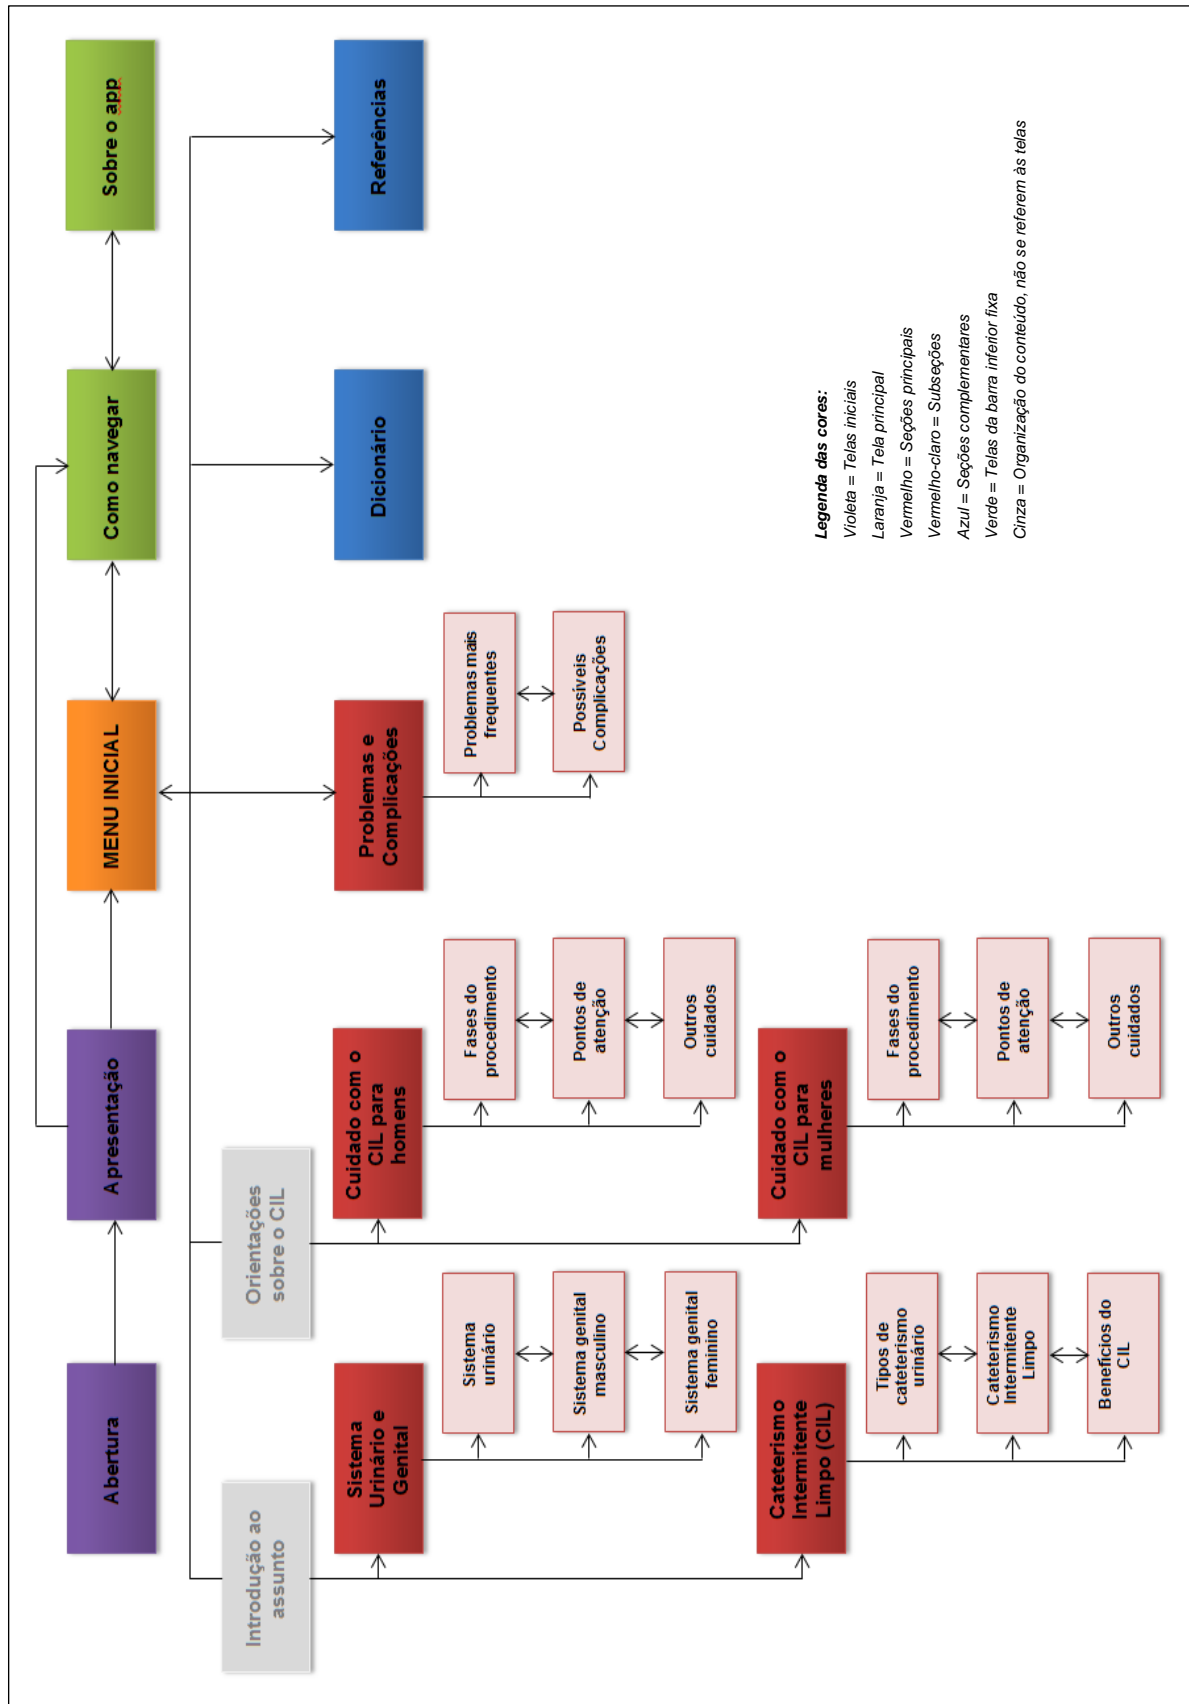 Abertura
Apresentação
MENU INICIAL
Como navegar
Sobre o app
Introdução ao
assunto
Orientações
sobre o CIL
Sistema
Urinário e
Genital
Cuidado com o
CIL para
homens
Problemas e
Complicações
Dicionário
Referências
Sistema
urinário
Sistema genital
masculino
Sistema genital
feminino
Fases do
procedimento
Pontos de
atenção
Outros
cuidados
Problemas mais
frequentes
Possíveis
Complicações
Cateterismo
Intermitente
Limpo (CIL)
Cuidado com o
CIL para
mulheres
Tipos de
cateterismo
urinário
Cateterismo
Intermitente
Limpo
Benefícios do
CIL
Fases do
procedimento
Pontos de
atenção
Outros
cuidados
Legenda das cores:
Violeta = Telas iniciais
Laranja = Tela principal
Vermelho = Seções principais
Vermelho-claro = Subseções
Azul = Seções complementares
Verde = Telas da barra inferior fixa
Cinza = Organização do conteúdo, não se referem às telas